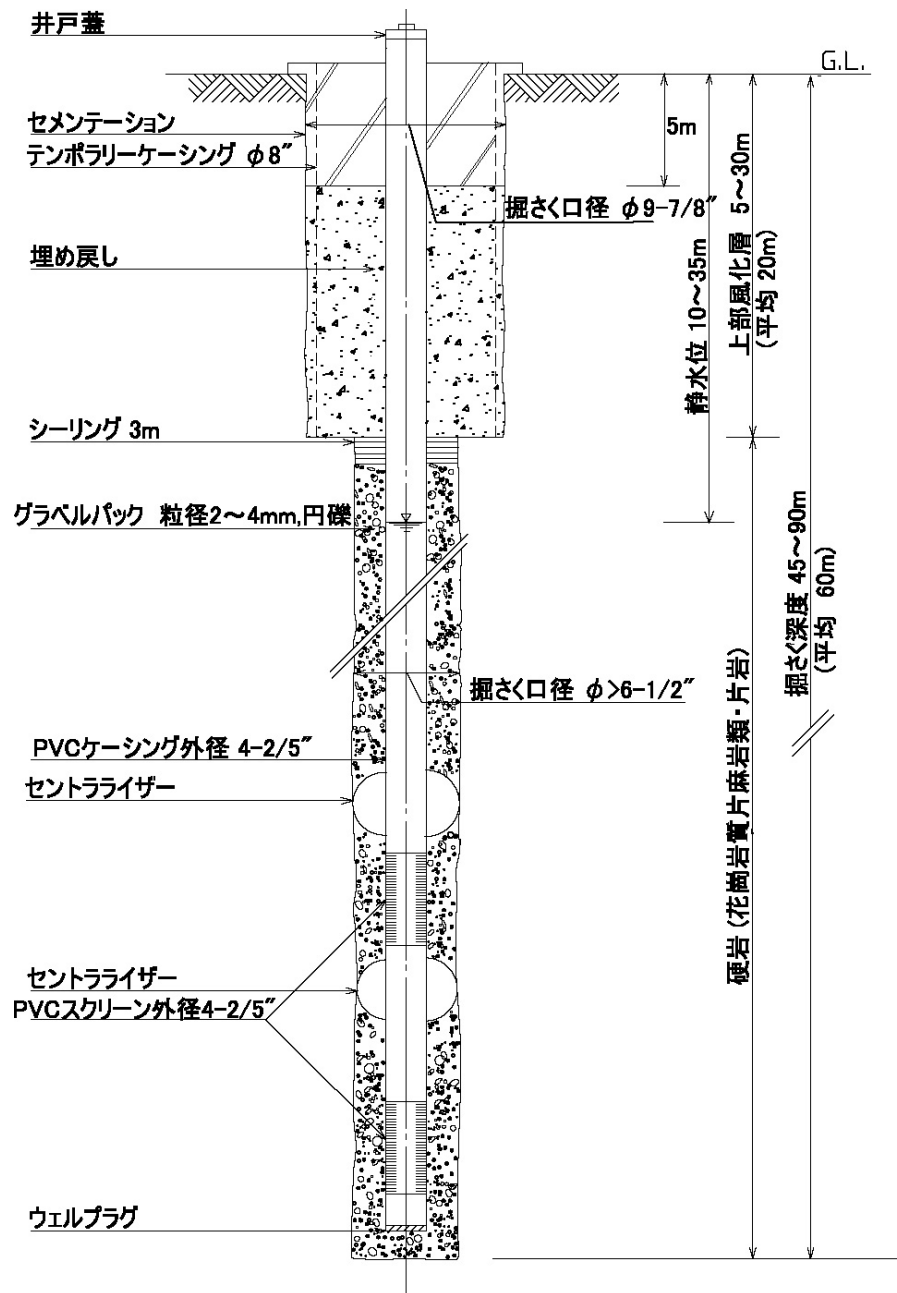 井戸蓋
G.L.
セメンテーション
テンポラリーケーシング φ8"
5m
掘さく口径 φ9-7/8"
埋め戻し
静水位 10～35m
上部風化層 5～30m
(平均 20m)
シーリング 3m
グラベルパック 粒径2～4mm,円礫
掘さく深度 45～90m
(平均 60m)
掘さく口径 φ>6-1/2"
硬岩 (花崗岩質片麻岩類・片岩)
PVCケーシング外径 4-2/5"
セントラライザー
セントラライザー
PVCスクリーン外径4-2/5"
ウェルプラグ